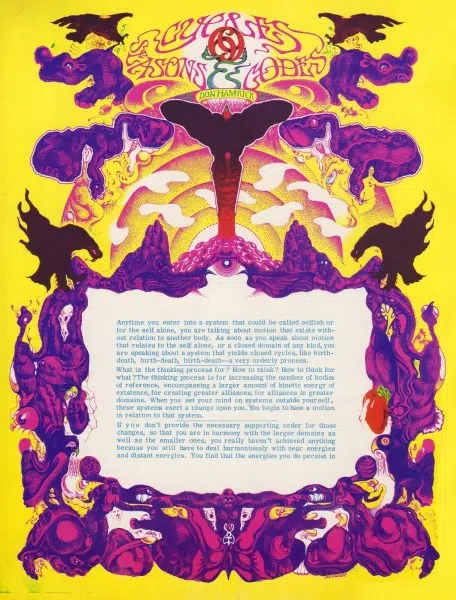 DON HAMRICK
Anytime you enter into a system that could be called selfish or
for the self alone, you are talking about motion that exists with-
out relation to another body. As soon as you speak about motion
that relates to the self alone, or a closed domain of any kind, you
are speaking about a system that yields closed cycles, like birth-
death, birth-death, birth-death--a very orderly process.
What is the thinking process for? How to think? How to think for
what? The thinking process is for increasing the number of bodies
of reference, encompassing a larger amount of kinetic energy of
existence, for creating greater alliances, for alliances in greater
domains. When you set your mind on systems outside yourself,
these systems exert a change upon you. You begin to have a motion
in relation to that system.
If you don't provide the necessary supporting order for those
changes, so that you are in harmony with the larger domains as
well as the smaller ones, you really haven't achieved anything
because you still have to deal harmoniously with near energies
and distant energies. You find that the energies you do persist in